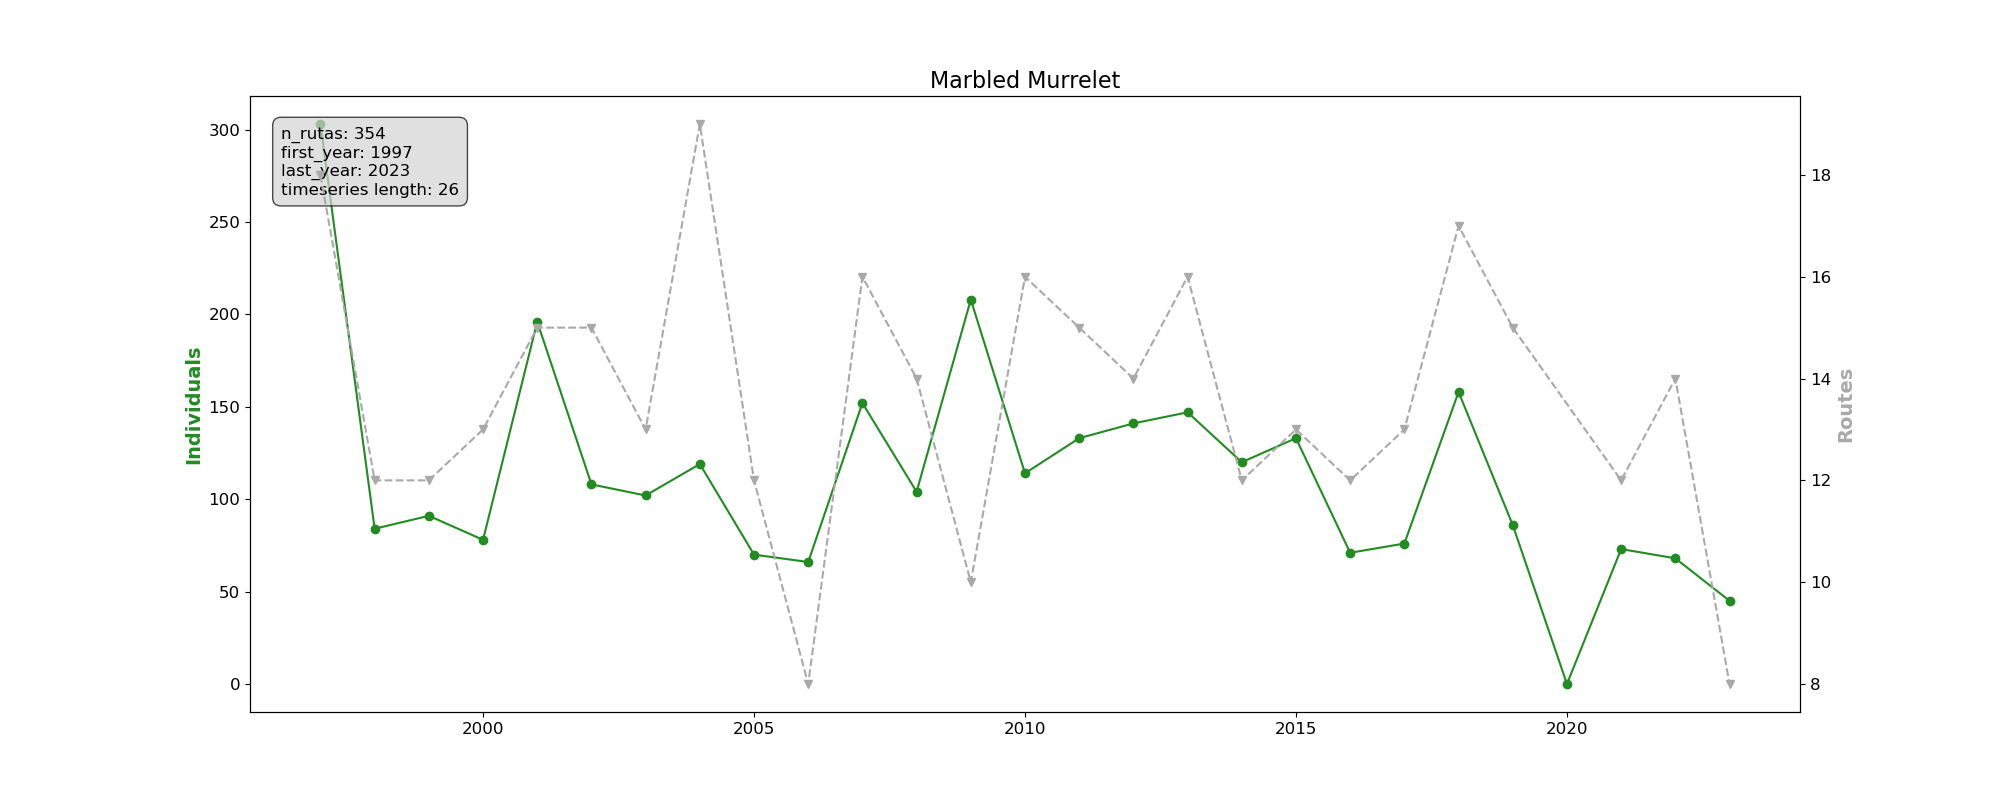 Marbled Murrelet
n_rutas: 354
first_year: 1997
last_year: 2023
timeseries length: 26
Individuals
300
250
200
150
100
50
0
Routes
18
16
14
12
10
8
2000
2005
2010
2015
2020